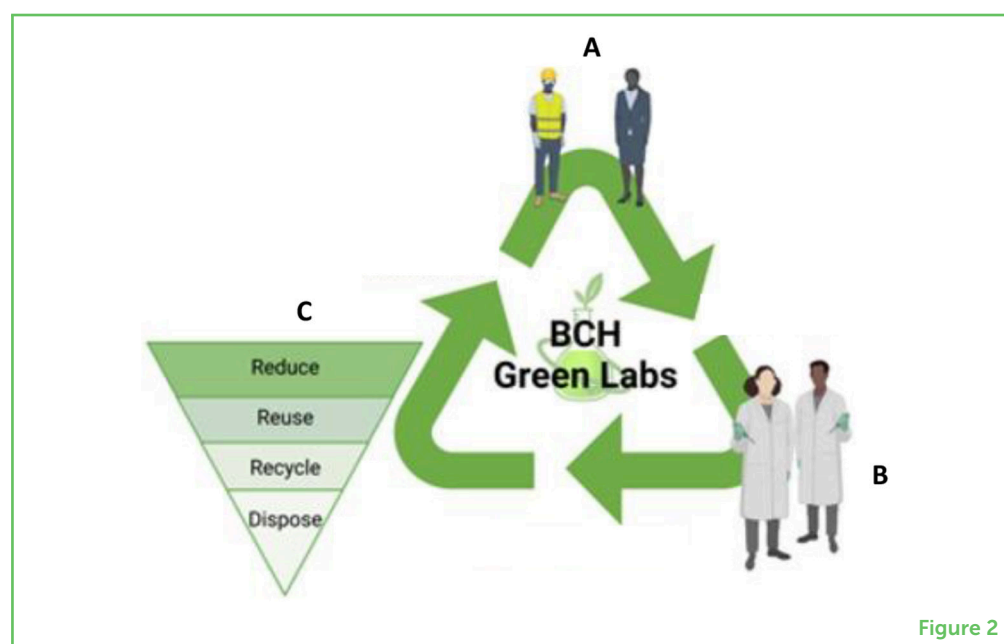 A
C
BCH
Green Labs
Reduce
Reuse
Recycle
Dispose
B
Figure 2